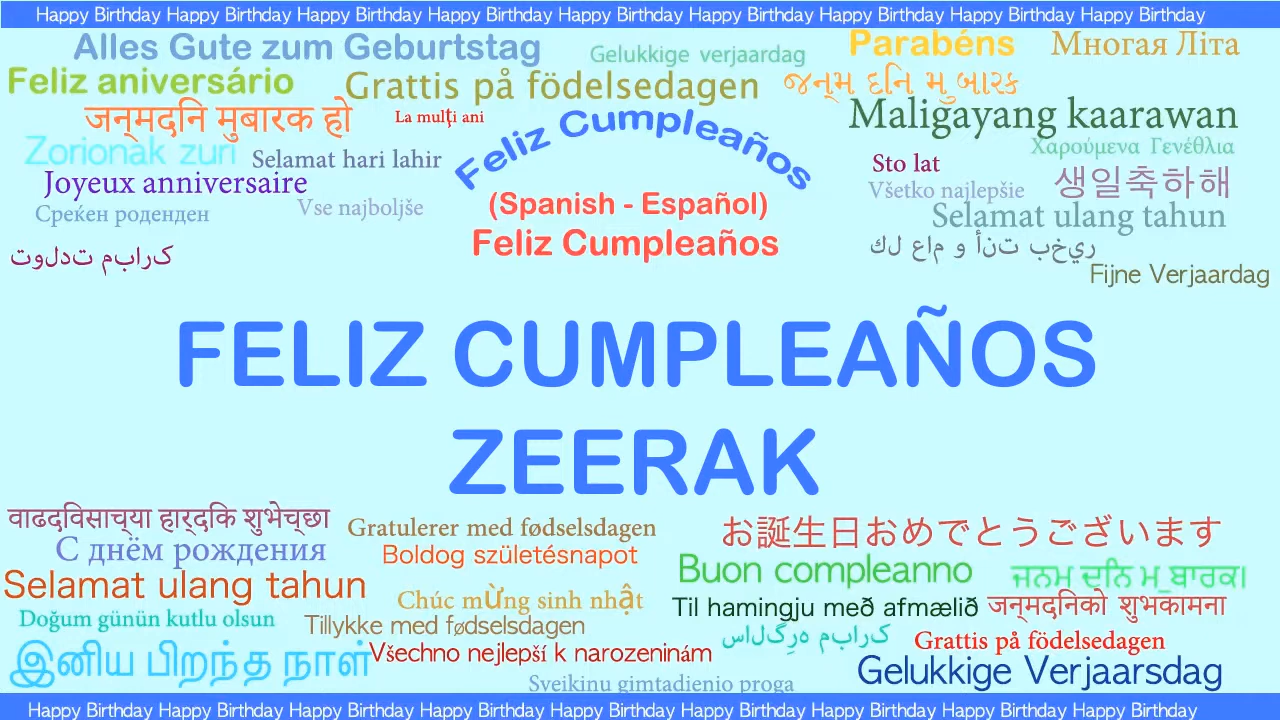 Happy Birthday Happy Birthday Happy Birthday Happy Birthday Happy Birthday Happy Birthday Happy Birthday Happy Birthday Happy Birthday
Alles Gute zum Geburtstag
Gelukkige verjaardag
Parabéns
Многая Літа
Feliz aniversário
Grattis på födelsedagen
જન્મ દિન મુબારક
जन्मदिन मुबारक हो
La mulţi ani
Feliz Cumpleaños
Maligayang kaarawan
Zorionak zuri
Selamat hari lahir
Χαρούμενα Γενέθλια
Sto lat
Joyeux anniversaire
(Spanish - Español)
Všetko najlepšie
생일축하해
Среќен роденден
Vse najboljše
Selamat ulang tahun
Feliz Cumpleaños
تولدت مبارک
كل عام و أنت بخير
Fijne Verjaardag
FELIZ CUMPLEAÑOS
ZEERAK
वाढदिवसाच्या हार्दिक शुभेच्छा
Gratulerer med fødselsdagen
お誕生日おめでとうございます
С днём рождения
Boldog születésnapot
Buon compleanno
ਜਨਮ ਦਿਨ ਮੁਬਾਰਕ।
Selamat ulang tahun
Chúc mừng sinh nhật
Til hamingju með afmælið
जन्मदिनको शुभकामना
Doğum günün kutlu olsun
Tillykke med fødselsdagen
سالگرہ مبارک
Grattis på födelsedagen
இனிய பிறந்த நாள்
Všechno nejlepší k narozeninám
Gelukkige Verjaarsdag
Sveikinu gimtadienio proga
Happy Birthday Happy Birthday Happy Birthday Happy Birthday Happy Birthday Happy Birthday Happy Birthday Happy Birthday Happy Birthday